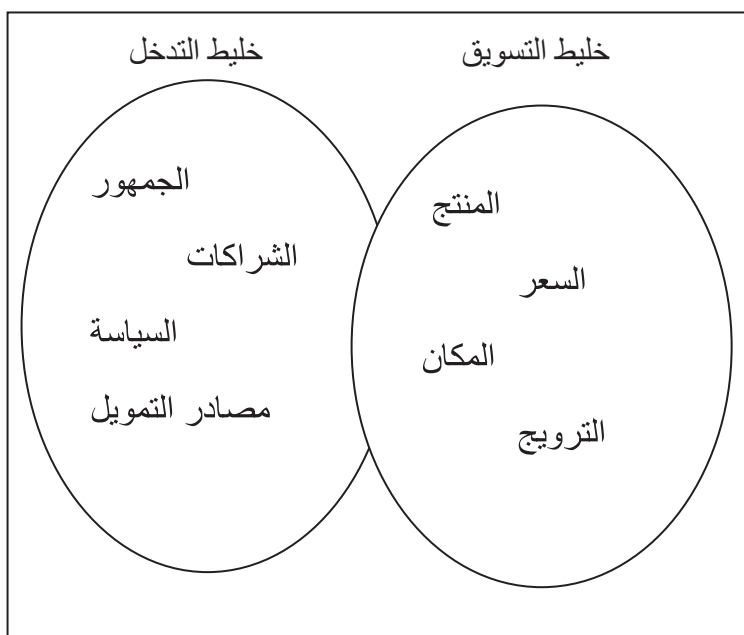 خليط التسويق
المنتج
السعر
المكان
الترويج
خليط التدخل
الجمهور
الشراكات
السياسة
مصادر التمويل